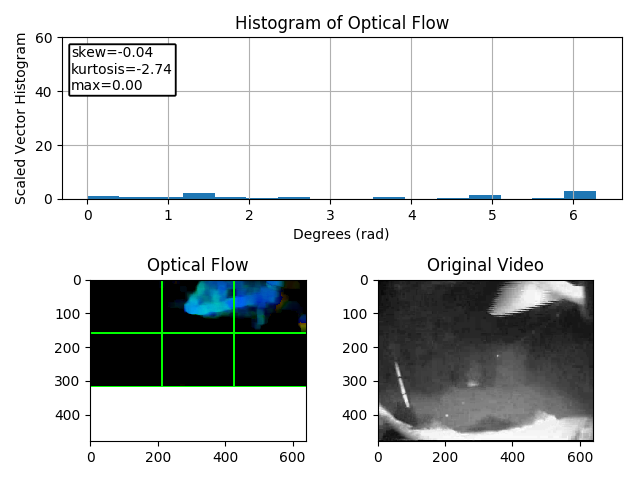 Histogram of Optical Flow
60
40
20
0
Scaled Vector Histogram
skew=-0.04
kurtosis=-2.74
max=0.00
0 1 2 3 4 5 6
Degrees (rad)
Optical Flow
0
100
200
300
400
0 200 400 600
Original Video
0
100
200
300
400
0 200 400 600